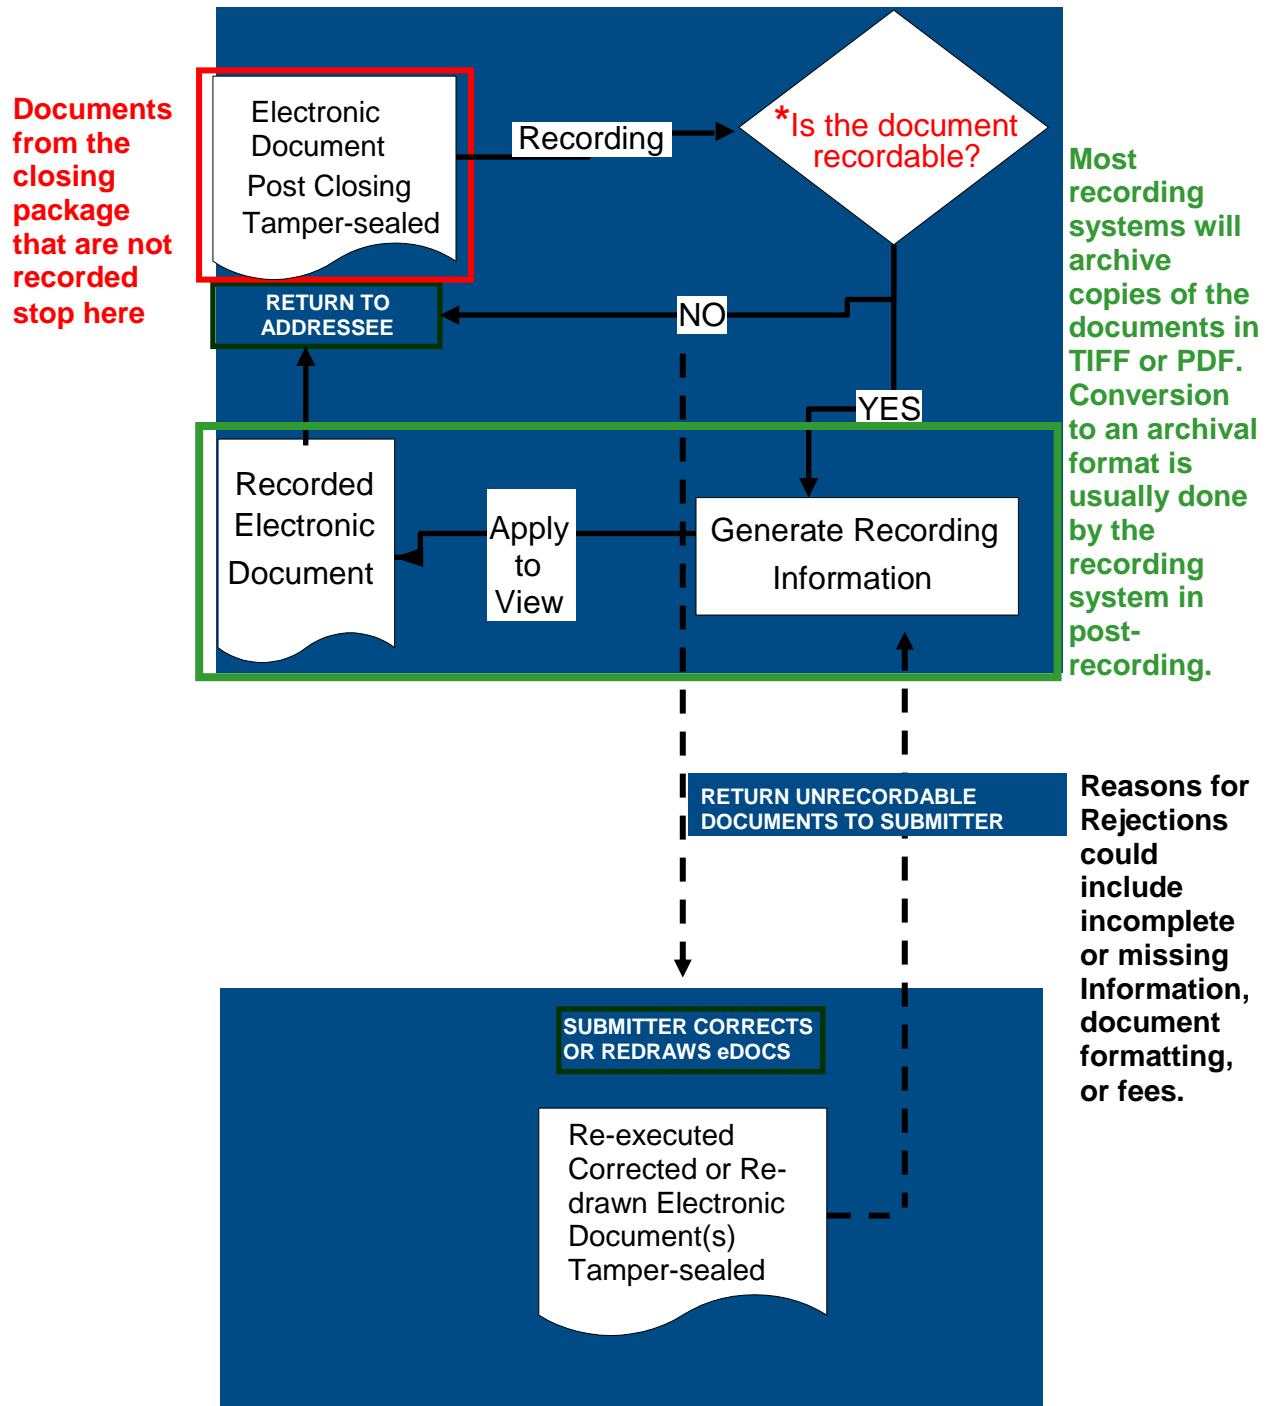 Documents
from the
closing
package
that are not
recorded
stop here
Electronic
Document
Post Closing
Tamper-sealed
Recording
*Is the document
recordable?
Most
recording
systems will
archive
copies of the
documents in
TIFF or PDF.
Conversion
to an archival
format is
usually done
by the
recording
system in
post-
recording.
RETURN TO
ADDRESSEE
NO
YES
Recorded
Electronic
Document
Apply
to
View
Generate Recording
Information
RETURN UNRECORDABLE
DOCUMENTS TO SUBMITTER
Reasons for
Rejections
could
include
incomplete
or missing
Information,
document
formatting,
or fees.
SUBMITTER CORRECTS
OR REDRAWS eDOCS
Re-executed
Corrected or Re-
drawn Electronic
Document(s)
Tamper-sealed